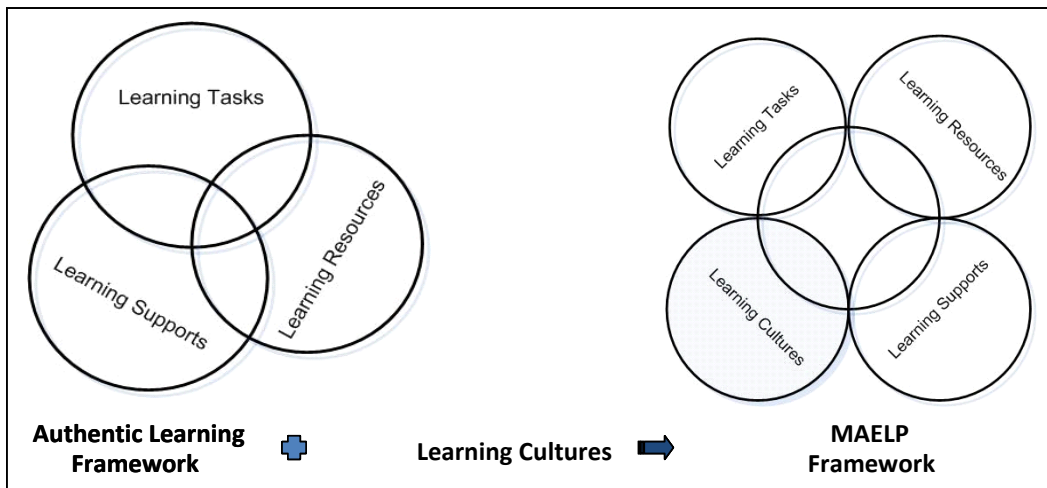 Learning Tasks
Learning Supports
Learning Resources
Learning Tasks
Learning Resources
Learning Cultures
Learning Supports
Authentic Learning
Framework
Learning Cultures
MAELP
Framework